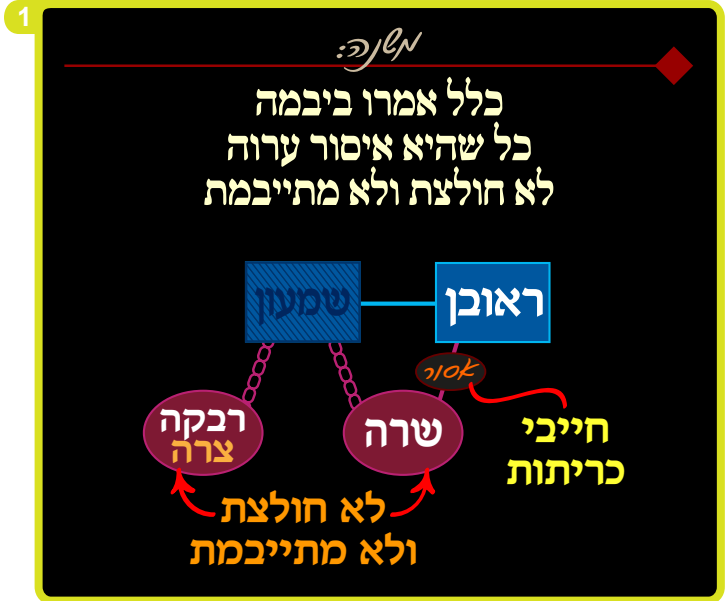 1
משנה:
כלל אמרו ביבמה
כל שהיא איסור ערוה
לא חולצת ולא מתייבמת
ראובן
שמעון
אסור
שרה
רבקה
צרה
חייבי
כריתות
לא חולצת
ולא מתייבמת